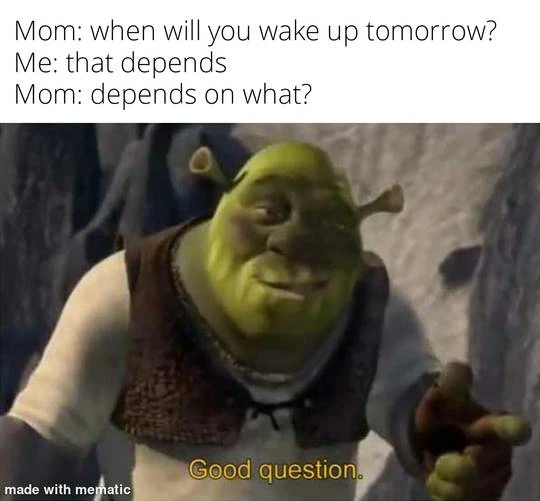 Mom: when will you wake up tomorrow?
Me: that depends
Mom: depends on what?
Good question.
made with mematic